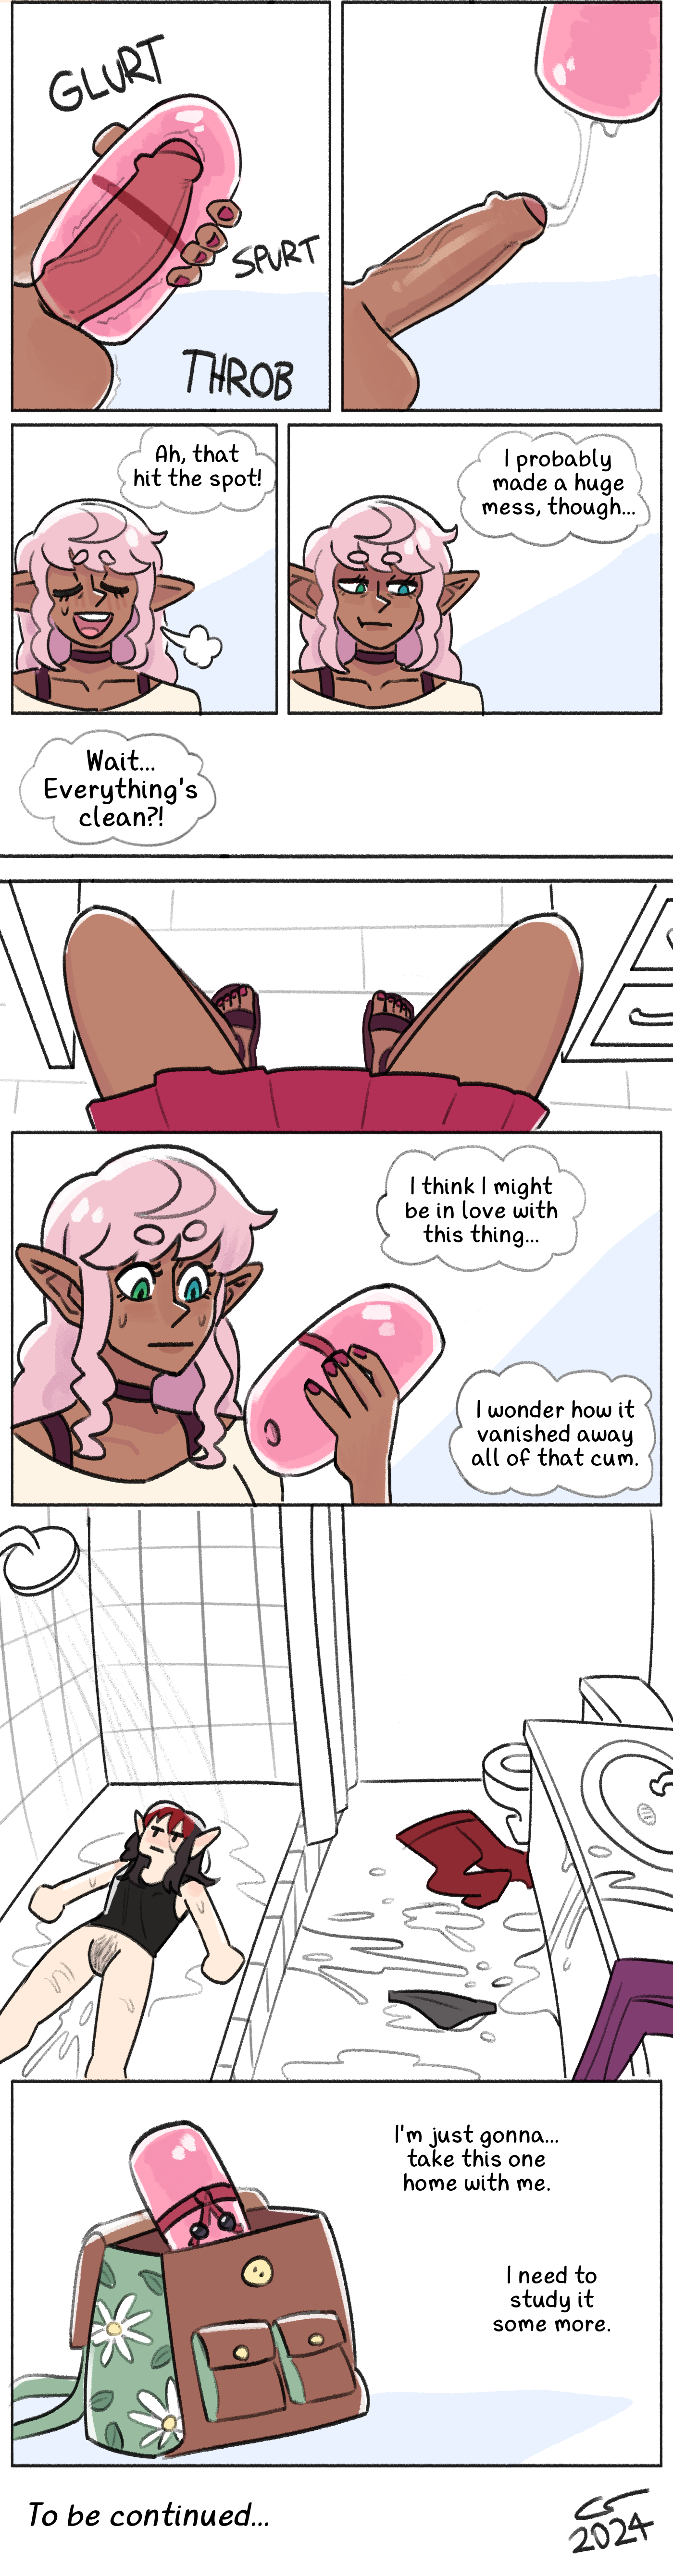 GLURT
SPURT
THROB
Ah, that
hit the spot!
I probably
made a huge
mess, though...
Wait...
Everything's
clean?!
I think I might
be in love with
this thing...
I wonder how it
vanished away
all of that cum.
I'm just gonna...
take this one
home with me.
I need to
study it
some more.
To be continued...
2024